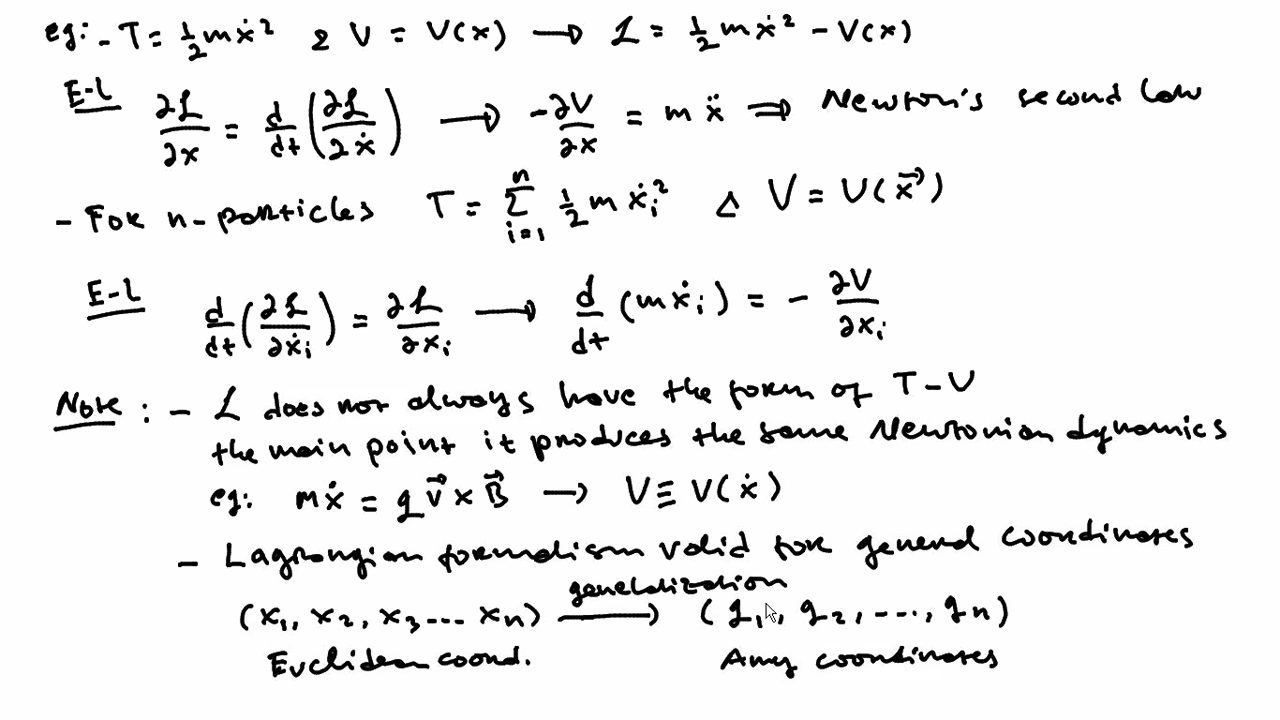 eg: - T = ½mẋ² & V = V(x) → ℒ = ½mẋ² - V(x)
E-L ∂ℒ/∂x = d/dt(∂ℒ/∂ẋ) → -∂V/∂x = mẍ ⇒ Newton's second law
- For n-particles T = Σ_{i=1}^{n} ½mẋᵢ² & V = V(x⃗)
E-L d/dt(∂ℒ/∂ẋᵢ) = ∂ℒ/∂xᵢ → d/dt(mẋᵢ) = -∂V/∂xᵢ
Note: - ℒ does not always have the form of T-V
the main point it produces the same Newtonian dynamics
eg: mẋ = q v⃗ × B⃗ → V ≡ V(ẋ)
- Lagrangian formalism valid for general coordinates
(x₁, x₂, x₃ ... xₙ) generalization → (q₁, q₂, ..., qₙ)
Euclidean coord. Any coordinates